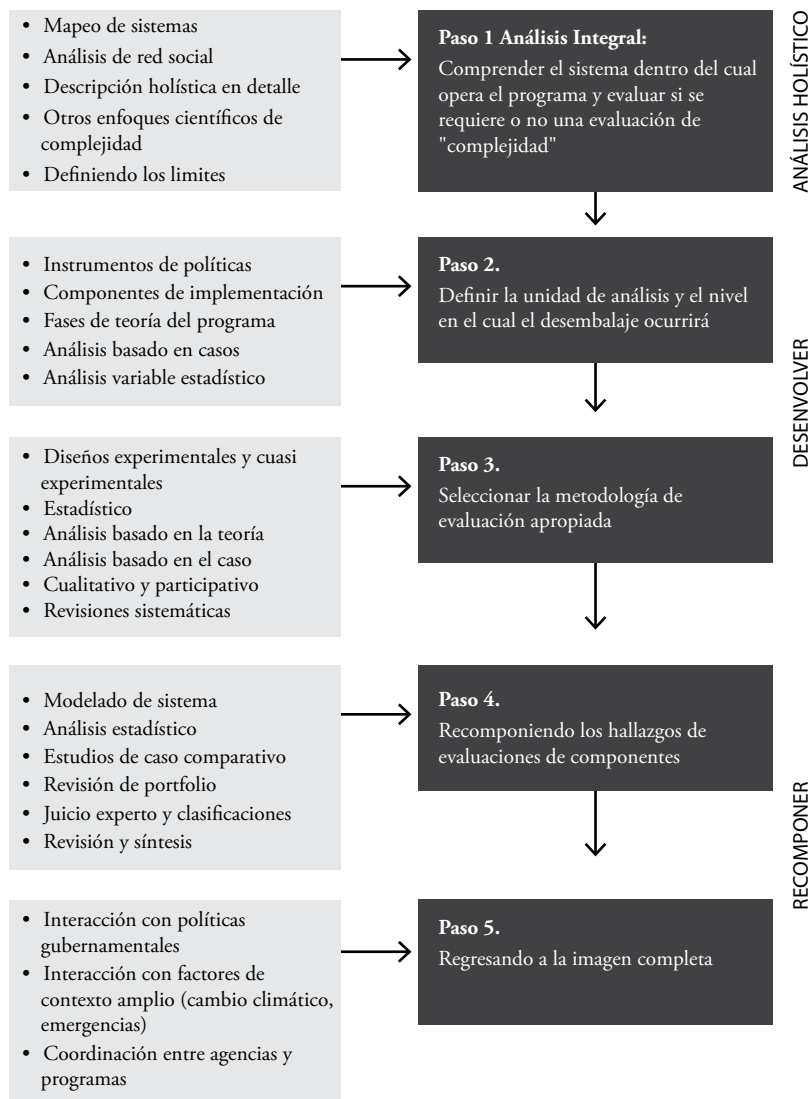 • Mapeo de sistemas
• Análisis de red social
• Descripción holística en detalle
• Otros enfoques científicos de
complejidad
• Definiendo los limites
Paso 1 Análisis Integral:
Comprender el sistema dentro del cual
opera el programa y evaluar si se
requiere o no una evaluación de
"complejidad"
ANÁLISIS HOLÍSTICO
• Instrumentos de políticas
• Componentes de implementación
• Fases de teoría del programa
• Análisis basado en casos
• Análisis variable estadístico
Paso 2.
Definir la unidad de análisis y el nivel
en el cual el desembalaje ocurrirá
DESENVOLVER
• Diseños experimentales y cuasi
experimentales
• Estadístico
• Análisis basado en la teoría
• Análisis basado en el caso
• Cualitativo y participativo
• Revisiones sistemáticas
Paso 3.
Seleccionar la metodología de
evaluación apropiada
• Modelado de sistema
• Análisis estadístico
• Estudios de caso comparativo
• Revisión de portfolio
• Juicio experto y clasificaciones
• Revisión y síntesis
Paso 4.
Recomponiendo los hallazgos de
evaluaciones de componentes
RECOMPONER
• Interacción con políticas
gubernamentales
• Interacción con factores de
contexto amplio (cambio climático,
emergencias)
• Coordinación entre agencias y
programas
Paso 5.
Regresando a la imagen completa